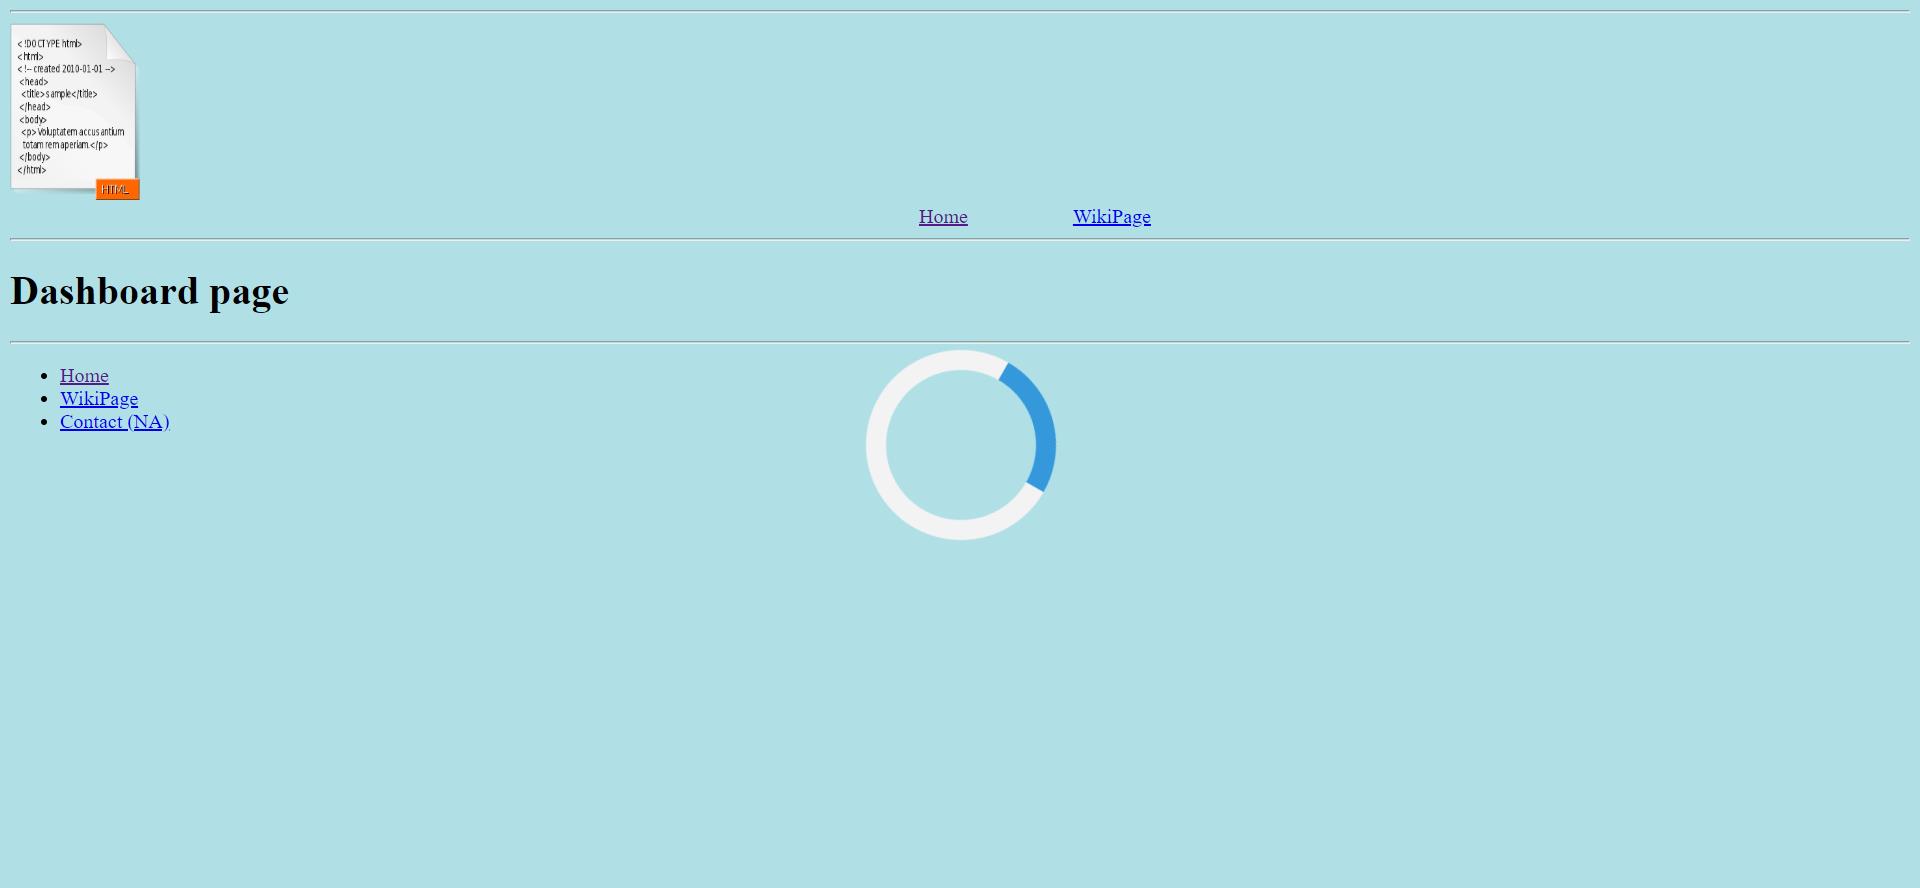 <!DOCTYPE html>
<html>
<!-- created 2010-01-01 -->
<head>
<title>sample</title>
</head>
<body>
<p>Voluptatem accusantium
totam rem aperiam.</p>
</body>
</html>
HTML
Home WikiPage
Dashboard page
Home
WikiPage
Contact (NA)